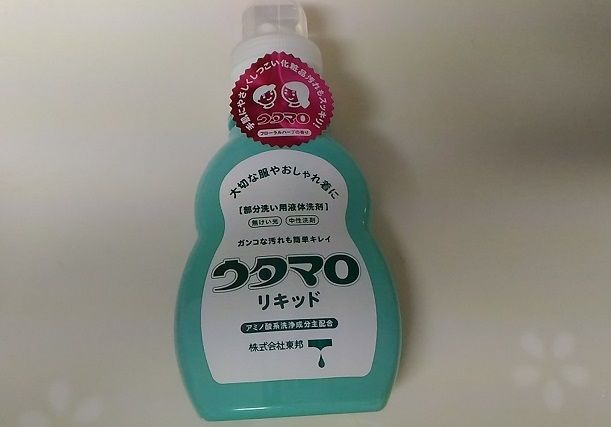 手肌にやさしくしつこい化粧品汚れもスッキリ!
ウタマロ
フローラルハーブの香り
大切な服やおしゃれ着に
[部分洗い用液体洗剤]
無けい光 中性洗剤
ガンコな汚れも簡単キレイ
ウタマロ
リキッド
アミノ酸系洗浄成分主配合
株式会社東邦